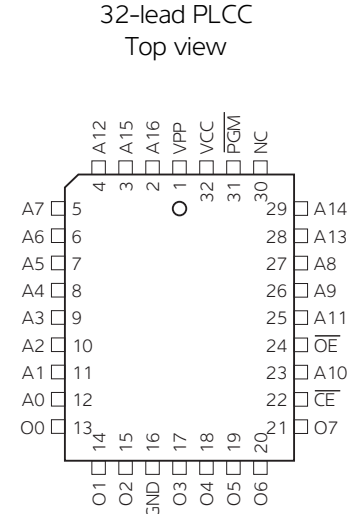 32-lead PLCC
Top view
A12 A15 A16 VPP VCC P̅G̅M̅ NC
4 3 2 1 32 31 30
A7 5 29 A14
A6 6 28 A13
A5 7 27 A8
A4 8 26 A9
A3 9 25 A11
A2 10 24 O̅E̅
A1 11 23 A10
A0 12 22 C̅E̅
O0 13 21 O7
14 15 16 17 18 19 20
O1 O2 GND O3 O4 O5 O6